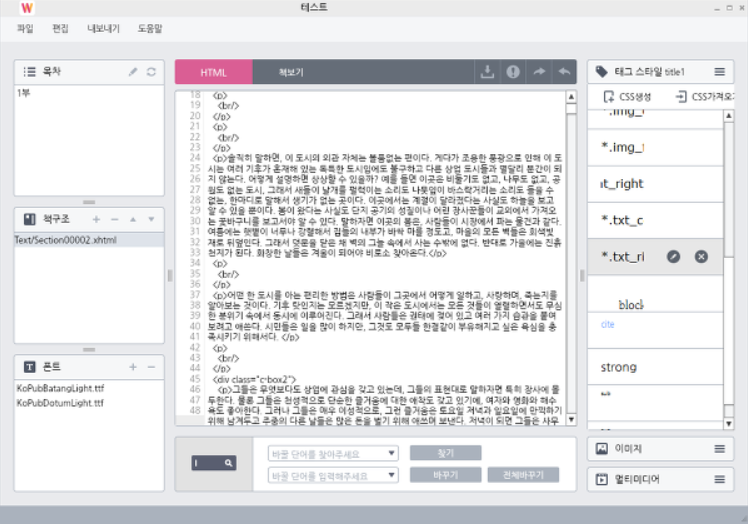 W
테스트
파일 편집 내보내기 도움말
목차
1부
책구조
Text/Section00002.xhtml
폰트
KoPubBatangLight.ttf
KoPubDotumLight.ttf
HTML 책보기
18 <p>
19 <br/>
20 </p>
21 <p>
22 <br/>
23 </p>
24 <p>솔직히 말하면, 이 도시의 외관 자체는 볼품없는 편이다. 게다가 조용한 풍광으로 인해 이 도
25 시는 여러 기후가 혼재해 있는 독특한 도시임에도 불구하고 다른 상업 도시들과 별달리 분간이 되
26 지 않는다. 어떻게 설명하면 상상할 수 있을까? 예를 들면 이곳은 비둘기도 없고, 나무도 없고, 공
27 원도 없는 도시, 그래서 새들이 날개를 펄럭이는 소리도 나뭇잎이 바스락거리는 소리도 들을 수
28 없는, 한마디로 말해서 생기가 없는 곳이다. 이곳에서는 계절이 달라졌다는 사실도 하늘을 보고
29 알 수 있을 뿐이다. 봄이 왔다는 사실도 단지 공기의 성질이나 어린 장사꾼들이 교외에서 가져오
30 는 꽃바구니를 보고서야 알 수 있다. 말하자면 이곳의 봄은, 사람들이 시장에서 파는 물건과 같다.
31 여름에는 햇볕이 너무나 강렬해서 집들의 내부가 바싹 마를 정도고, 마을의 모든 벽들은 회색빛
32 재로 뒤덮인다. 그래서 덧문을 닫은 채 벽의 그늘 속에서 사는 수밖에 없다. 반대로 가을에는 진흙
33 천지가 된다. 화창한 날들은 겨울이 되어야 비로소 찾아온다.</p>
34 <p>
35 <br/>
36 </p>
37 <p>어떤 한 도시를 아는 편리한 방법은 사람들이 그곳에서 어떻게 일하고, 사랑하며, 죽는지를
38 알아보는 것이다. 기후 탓인지는 모르겠지만, 이 작은 도시에서는 모든 것들이 열렬하면서도 무심
39 한 분위기 속에서 동시에 이루어진다. 그래서 사람들은 권태에 젖어 있고 여러 가지 습관을 붙여
40 보려고 애쓴다. 시민들은 일을 많이 하지만, 그것도 모두들 한결같이 부유해지고 싶은 욕심을 충
41 족시키기 위해서다. </p>
42 <p>
43 <br/>
44 </p>
45 <div class="c-box2">
46 <p>그들은 무엇보다도 상업에 관심을 갖고 있는데, 그들의 표현대로 말하자면 특히 장사에 몰
47 두한다. 물론 그들은 천성적으로 단순한 즐거움에 대한 애착도 갖고 있기에, 여자와 영화와 해수
48 욕도 좋아한다. 그러나 그들은 매우 이성적으로, 그런 즐거움은 토요일 저녁과 일요일에 만끽하기
위해 남겨두고 주중의 다른 날들은 많은 돈을 벌기 위해 애쓰며 보낸다. 저녁이 되면 그들은 사무
바꿀 단어를 찾아주세요 찾기
바꿀 단어를 입력해주세요 바꾸기 전체바꾸기
태그 스타일 title1
CSS생성 CSS가져오
*.img_r
*.img_
ıt_right
*.txt_c
*.txt_ri
block
cite
strong
이미지
멀티미디어